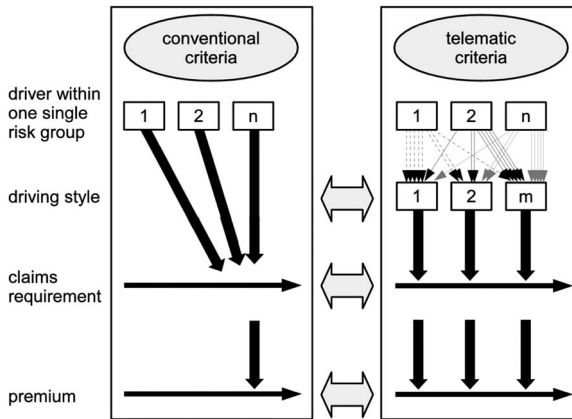 conventional
criteria
telematic
criteria
driver within
one single
risk group
1 2 n
1 2 n
driving style
1 2 m
claims
requirement
premium